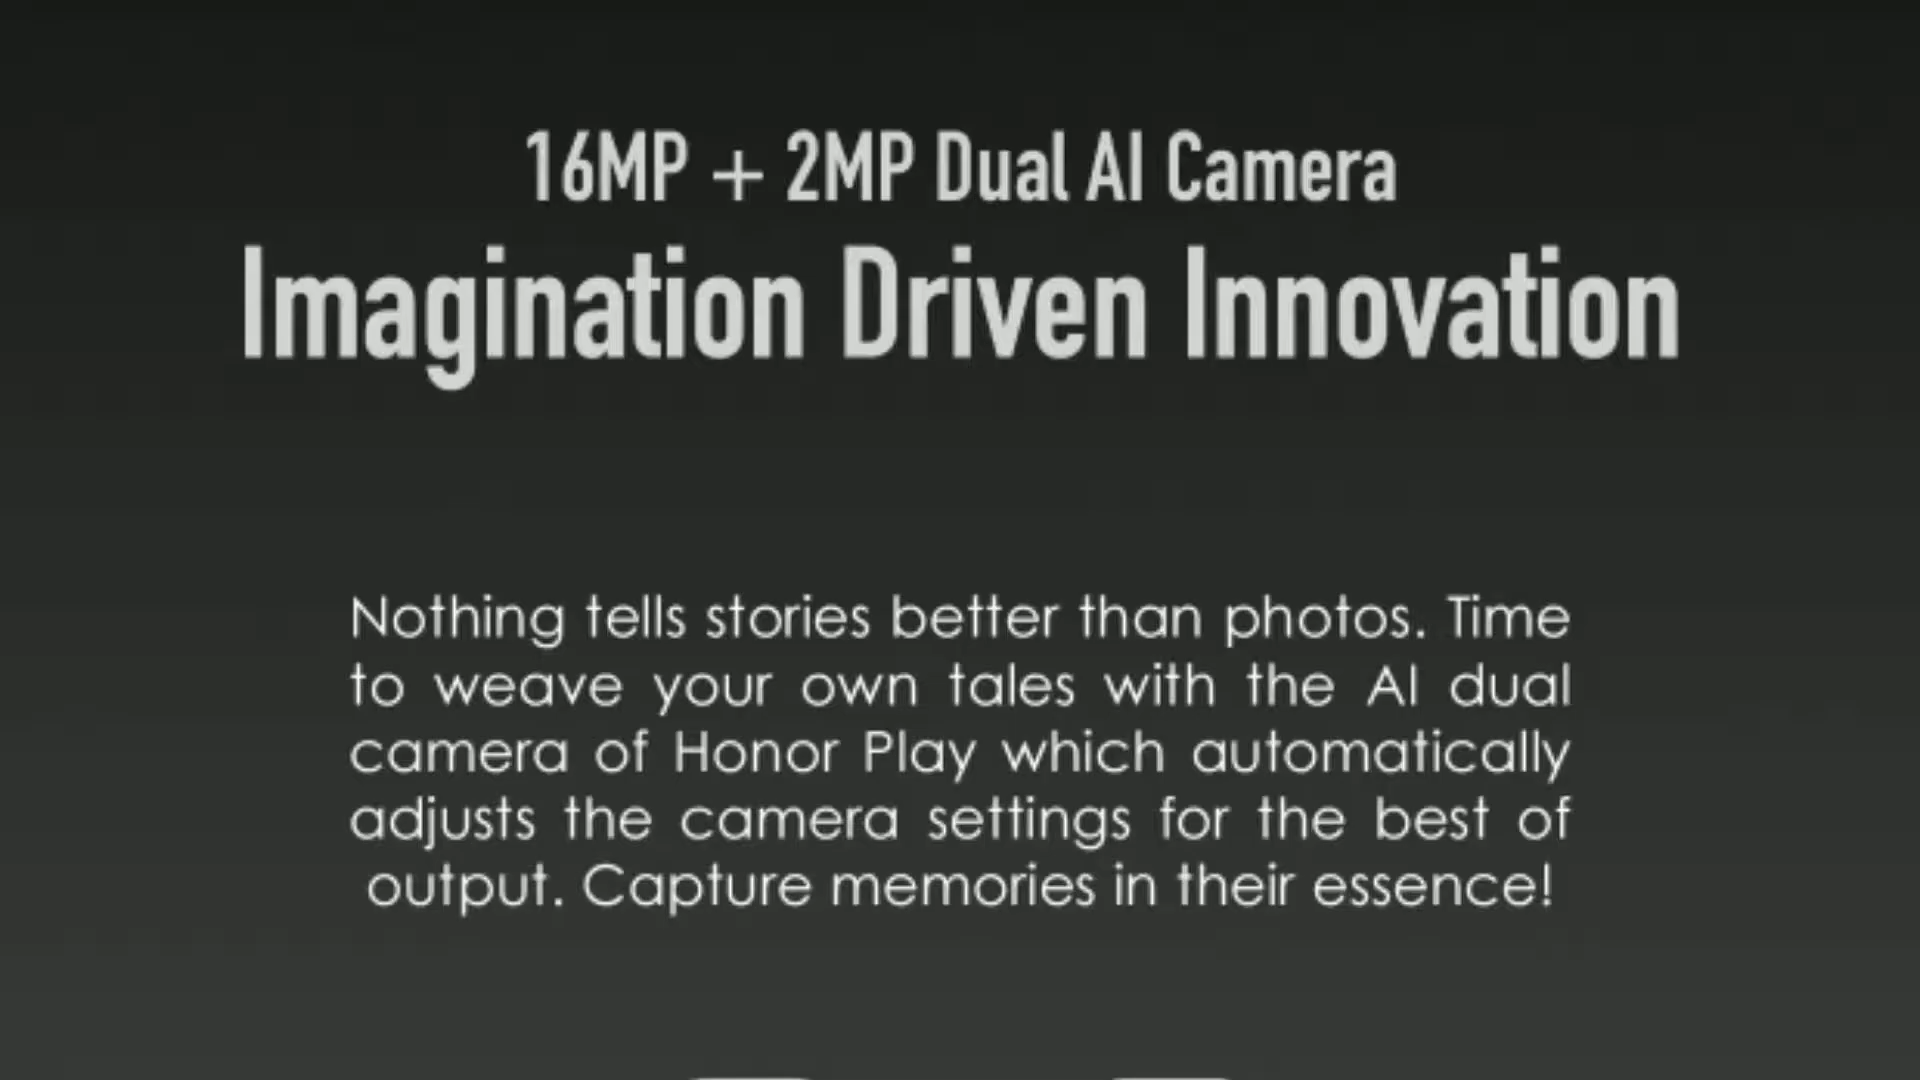 16MP + 2MP Dual AI Camera
Imagination Driven Innovation
Nothing tells stories better than photos. Time
to weave your own tales with the AI dual
camera of Honor Play which automatically
adjusts the camera settings for the best of
output. Capture memories in their essence!